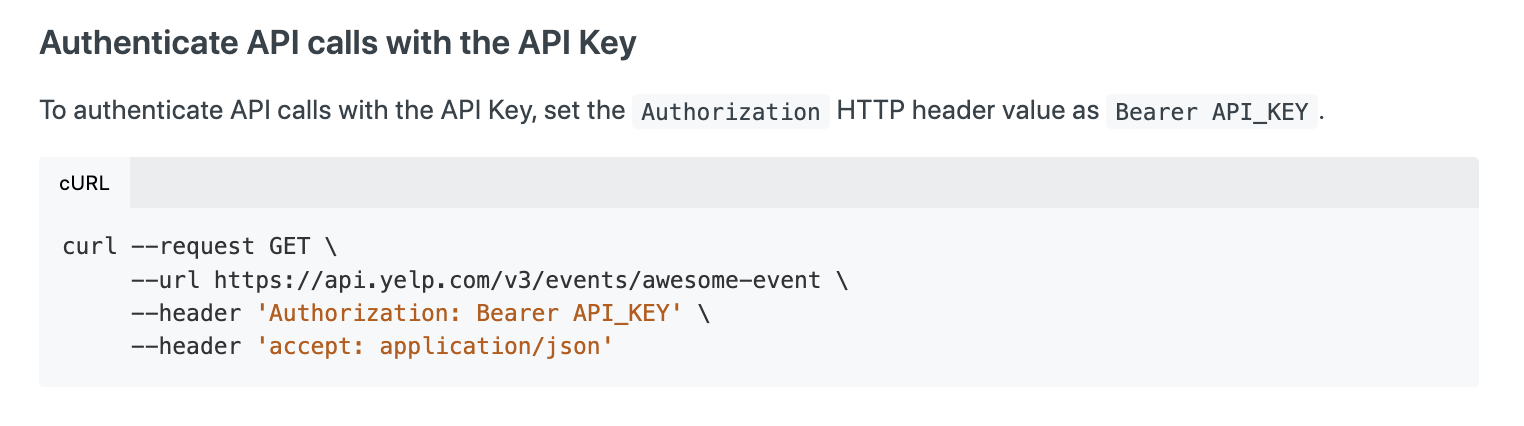 Authenticate API calls with the API Key
To authenticate API calls with the API Key, set the Authorization HTTP header value as Bearer API_KEY.
cURL
curl --request GET \
--url https://api.yelp.com/v3/events/awesome-event \
--header 'Authorization: Bearer API_KEY' \
--header 'accept: application/json'